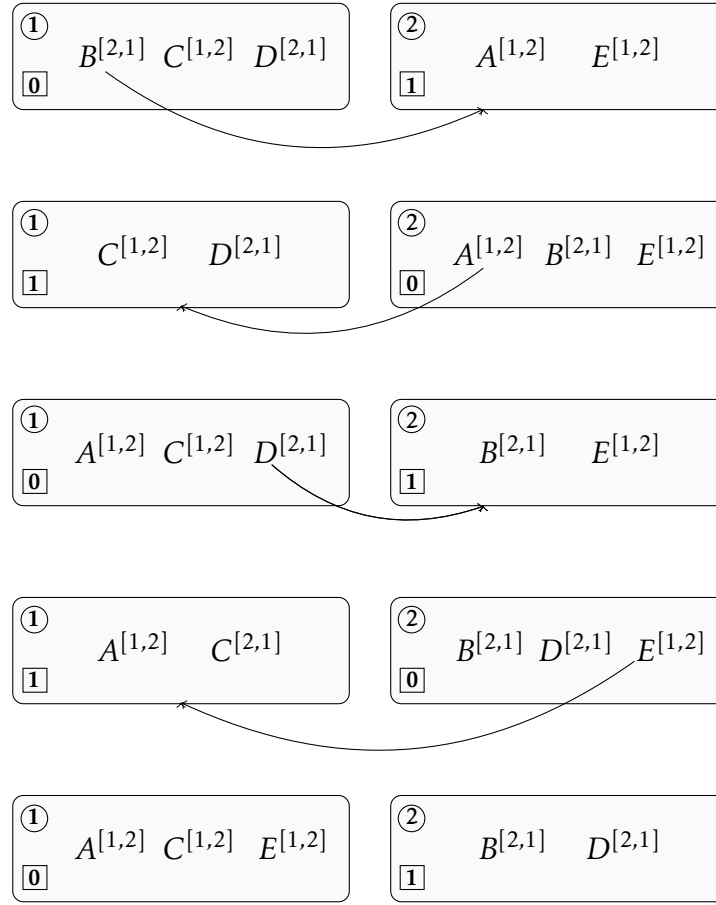 ① B^[2,1] C^[1,2] D^[2,1] ② A^[1,2] E^[1,2]
0 1
① C^[1,2] D^[2,1] ② A^[1,2] B^[2,1] E^[1,2]
1 0
① A^[1,2] C^[1,2] D^[2,1] ② B^[2,1] E^[1,2]
0 1
① A^[1,2] C^[2,1] ② B^[2,1] D^[2,1] E^[1,2]
1 0
① A^[1,2] C^[1,2] E^[1,2] ② B^[2,1] D^[2,1]
0 1